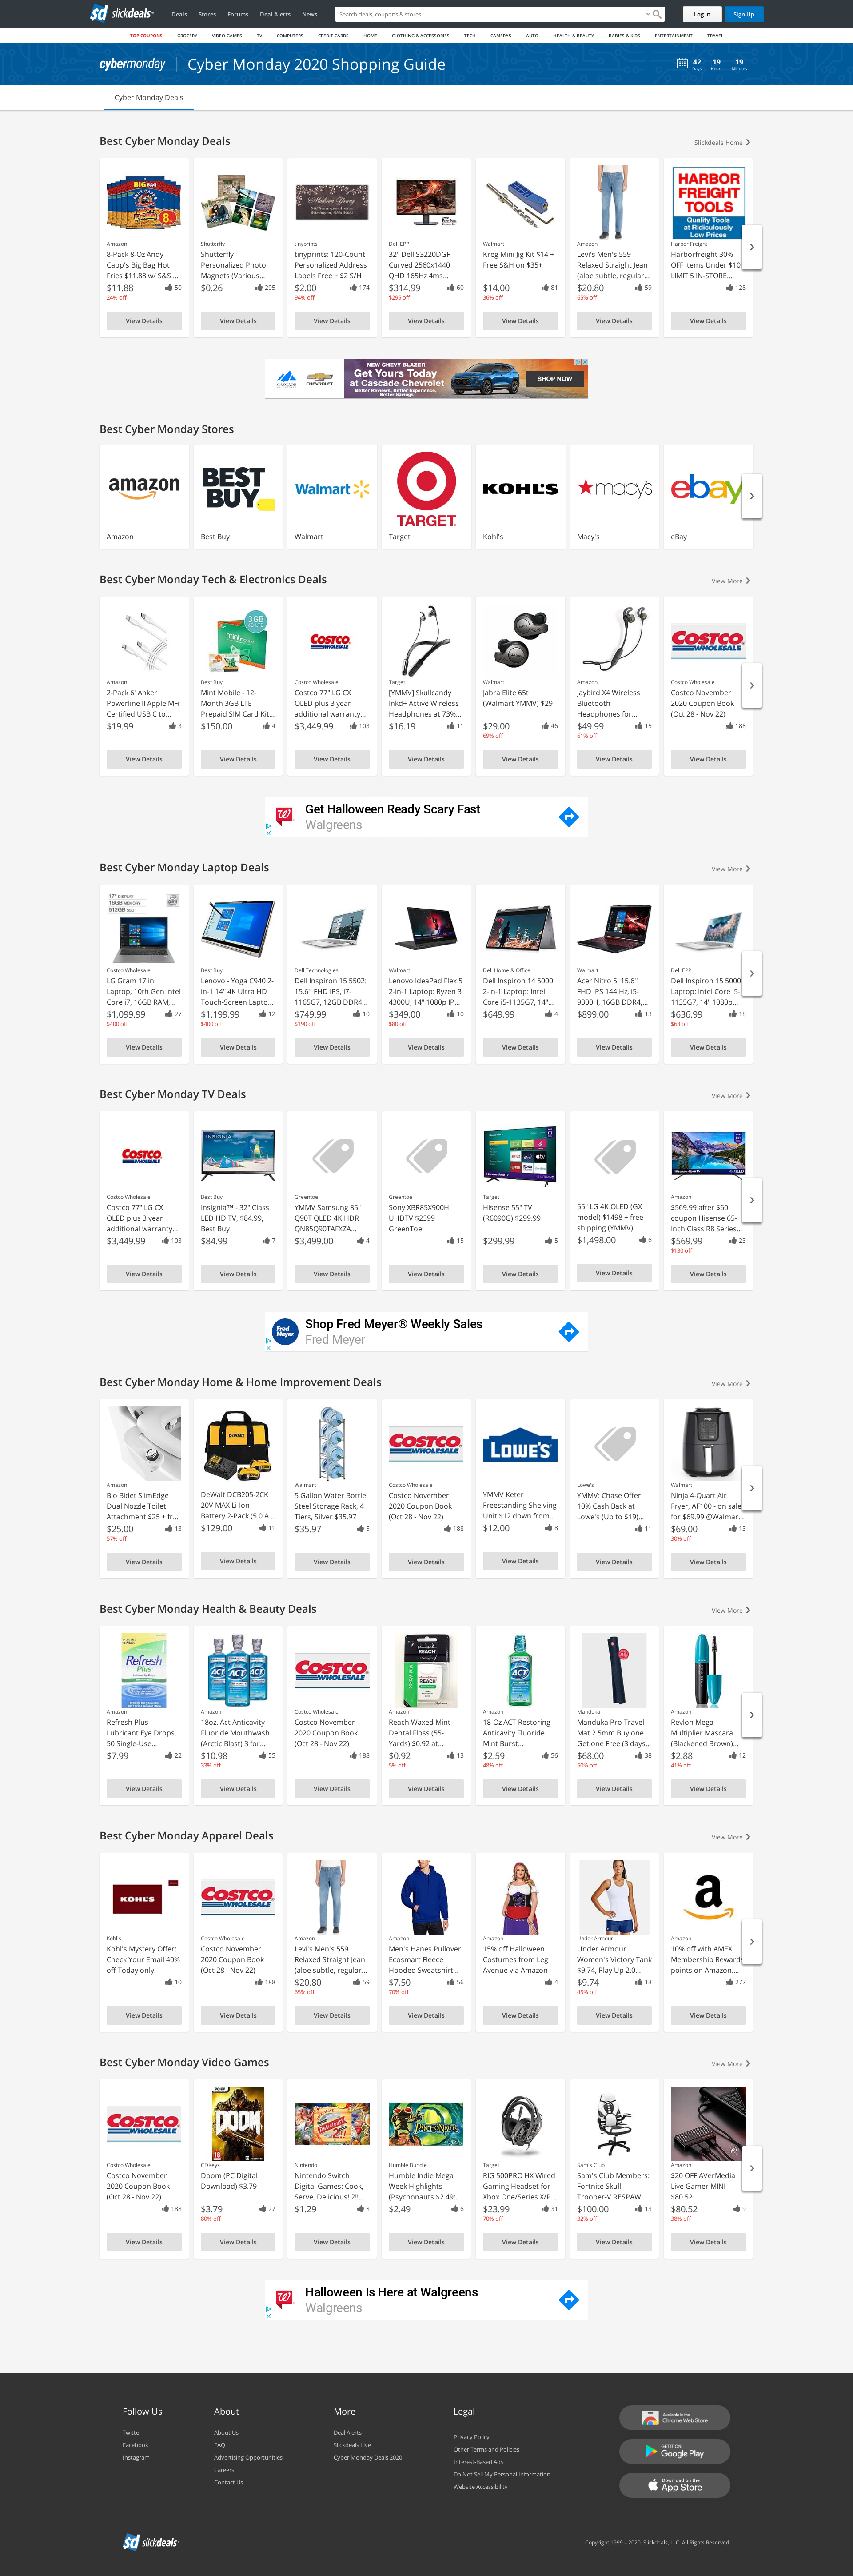 slickdeals
Deals Stores Forums Deal Alerts News
Search deals, coupons & stores
Log In Sign Up
TOP COUPONS GROCERY VIDEO GAMES TV COMPUTERS CREDIT CARDS HOME CLOTHING & ACCESSORIES TECH CAMERAS AUTO HEALTH & BEAUTY BABIES & KIDS ENTERTAINMENT TRAVEL
cybermonday Cyber Monday 2020 Shopping Guide
42 Days 19 Hours 19 Minutes
Cyber Monday Deals
Best Cyber Monday Deals
Slickdeals Home
Amazon
8-Pack 8-Oz Andy
Capp's Big Bag Hot
Fries $11.88 w/ S&S ...
$11.88 50
24% off
View Details
Shutterfly
Shutterfly
Personalized Photo
Magnets (Various...
$0.26 295
View Details
tinyprints
tinyprints: 120-Count
Personalized Address
Labels Free + $2 S/H
$2.00 174
94% off
View Details
Dell EPP
32" Dell S3220DGF
Curved 2560x1440
QHD 165Hz 4ms...
$314.99 60
$295 off
View Details
Walmart
Kreg Mini Jig Kit $14 +
Free S&H on $35+
$14.00 81
36% off
View Details
Amazon
Levi's Men's 559
Relaxed Straight Jean
(aloe subtle, regular...
$20.80 59
65% off
View Details
HARBOR
FREIGHT
TOOLS
Quality Tools
at Ridiculously
Low Prices
Harbor Freight
Harborfreight 30%
OFF Items Under $10
LIMIT 5 IN-STORE....
128
View Details
NEW CHEVY BLAZER
Get Yours Today
at Cascade Chevrolet
Better Reviews, Better Experience,
Better Savings
SHOP NOW
CHEVROLET
Best Cyber Monday Stores
amazon
Amazon
BEST
BUY
Best Buy
Walmart
Walmart
TARGET
Target
KOHL'S
Kohl's
macy's
Macy's
ebay
eBay
Best Cyber Monday Tech & Electronics Deals
View More
Amazon
2-Pack 6' Anker
Powerline II Apple MFi
Certified USB C to...
$19.99 3
View Details
Best Buy
Mint Mobile - 12-
Month 3GB LTE
Prepaid SIM Card Kit...
$150.00 4
View Details
COSTCO
WHOLESALE
Costco Wholesale
Costco 77" LG CX
OLED plus 3 year
additional warranty...
$3,449.99 103
View Details
Target
[YMMV] Skullcandy
Inkd+ Active Wireless
Headphones at 73%...
$16.19 11
View Details
Walmart
Jabra Elite 65t
(Walmart YMMV) $29
$29.00 46
69% off
View Details
Amazon
Jaybird X4 Wireless
Bluetooth
Headphones for...
$49.99 15
61% off
View Details
COSTCO
WHOLESALE
Costco Wholesale
Costco November
2020 Coupon Book
(Oct 28 - Nov 22)
188
View Details
Get Halloween Ready Scary Fast
Walgreens
Best Cyber Monday Laptop Deals
View More
17" DISPLAY
16GB MEMORY
512GB SSD
Costco Wholesale
LG Gram 17 in.
Laptop, 10th Gen Intel
Core i7, 16GB RAM,...
$1,099.99 27
$400 off
View Details
Best Buy
Lenovo - Yoga C940 2-
in-1 14" 4K Ultra HD
Touch-Screen Lapto...
$1,199.99 12
$400 off
View Details
Dell Technologies
Dell Inspiron 15 5502:
15.6'' FHD IPS, i7-
1165G7, 12GB DDR4...
$749.99 10
$190 off
View Details
Walmart
Lenovo IdeaPad Flex 5
2-in-1 Laptop: Ryzen 3
4300U, 14" 1080p IP...
$349.00 10
$80 off
View Details
Dell Home & Office
Dell Inspiron 14 5000
2-in-1 Laptop: Intel
Core i5-1135G7, 14"...
$649.99 4
View Details
Walmart
Acer Nitro 5: 15.6''
FHD IPS 144 Hz, i5-
9300H, 16GB DDR4,...
$899.00 13
View Details
Dell EPP
Dell Inspiron 15 5000
Laptop: Intel Core i5-
1135G7, 14" 1080p...
$636.99 18
$63 off
View Details
Best Cyber Monday TV Deals
View More
COSTCO
WHOLESALE
Costco Wholesale
Costco 77" LG CX
OLED plus 3 year
additional warranty...
$3,449.99 103
View Details
INSIGNIA
Best Buy
Insignia™ - 32" Class
LED HD TV, $84.99,
Best Buy
$84.99 7
View Details
Greentoe
YMMV Samsung 85"
Q90T QLED 4K HDR
QN85Q90TAFXZA...
$3,499.00 4
View Details
Greentoe
Sony XBR85X900H
UHDTV $2399
GreenToe
15
View Details
Target
Hisense 55" TV
(R6090G) $299.99
$299.99 5
View Details
55" LG 4K OLED (GX
model) $1498 + free
shipping (YMMV)
$1,498.00 6
View Details
Amazon
$569.99 after $60
coupon Hisense 65-
Inch Class R8 Series...
$569.99 23
$130 off
View Details
Shop Fred Meyer® Weekly Sales
Fred Meyer
Best Cyber Monday Home & Home Improvement Deals
View More
Amazon
Bio Bidet SlimEdge
Dual Nozzle Toilet
Attachment $25 + fr...
$25.00 13
57% off
View Details
DeWalt DCB205-2CK
20V MAX Li-Ion
Battery 2-Pack (5.0 A...
$129.00 11
View Details
Walmart
5 Gallon Water Bottle
Steel Storage Rack, 4
Tiers, Silver $35.97
$35.97 5
View Details
COSTCO
WHOLESALE
Costco Wholesale
Costco November
2020 Coupon Book
(Oct 28 - Nov 22)
188
View Details
LOWE'S
YMMV Keter
Freestanding Shelving
Unit $12 down from...
$12.00 8
View Details
Lowe's
YMMV: Chase Offer:
10% Cash Back at
Lowe's (Up to $19)...
11
View Details
Walmart
Ninja 4-Quart Air
Fryer, AF100 - on sale
for $69.99 @Walmar...
$69.00 13
30% off
View Details
Best Cyber Monday Health & Beauty Deals
View More
Refresh
Plus
Amazon
Refresh Plus
Lubricant Eye Drops,
50 Single-Use...
$7.99 22
View Details
ACT
Amazon
18oz. Act Anticavity
Fluoride Mouthwash
(Arctic Blast) 3 for...
$10.98 55
33% off
View Details
COSTCO
WHOLESALE
Costco Wholesale
Costco November
2020 Coupon Book
(Oct 28 - Nov 22)
188
View Details
REACH
Amazon
Reach Waxed Mint
Dental Floss (55-
Yards) $0.92 at...
$0.92 13
5% off
View Details
ACT
Amazon
18-Oz ACT Restoring
Anticavity Fluoride
Mint Burst...
$2.59 56
48% off
View Details
Manduka
Manduka Pro Travel
Mat 2.5mm Buy one
Get one Free (3 days...
$68.00 38
50% off
View Details
Amazon
Revlon Mega
Multiplier Mascara
(Blackened Brown)...
$2.88 12
41% off
View Details
Best Cyber Monday Apparel Deals
View More
KOHL'S
Kohl's
Kohl's Mystery Offer:
Check Your Email 40%
off Today only
10
View Details
COSTCO
WHOLESALE
Costco Wholesale
Costco November
2020 Coupon Book
(Oct 28 - Nov 22)
188
View Details
Amazon
Levi's Men's 559
Relaxed Straight Jean
(aloe subtle, regular...
$20.80 59
65% off
View Details
Amazon
Men's Hanes Pullover
Ecosmart Fleece
Hooded Sweatshirt...
$7.50 56
70% off
View Details
Amazon
15% off Halloween
Costumes from Leg
Avenue via Amazon
4
View Details
Under Armour
Under Armour
Women's Victory Tank
$9.74, Play Up 2.0...
$9.74 13
45% off
View Details
Amazon
10% off with AMEX
Membership Rewards
points on Amazon....
277
View Details
Best Cyber Monday Video Games
View More
COSTCO
WHOLESALE
Costco Wholesale
Costco November
2020 Coupon Book
(Oct 28 - Nov 22)
188
View Details
DOOM
CDKeys
Doom (PC Digital
Download) $3.79
$3.79 27
80% off
View Details
Nintendo
Nintendo Switch
Digital Games: Cook,
Serve, Delicious! 2!!...
$1.29 8
View Details
Humble Bundle
Humble Indie Mega
Week Highlights
(Psychonauts $2.49;...
$2.49 6
View Details
Target
RIG 500PRO HX Wired
Gaming Headset for
Xbox One/Series X/P...
$23.99 31
70% off
View Details
Sam's Club
Sam's Club Members:
Fortnite Skull
Trooper-V RESPAW...
$100.00 13
32% off
View Details
Amazon
$20 OFF AVerMedia
Live Gamer MINI
$80.52
$80.52 9
38% off
View Details
Halloween Is Here at Walgreens
Walgreens
Follow Us
Twitter
Facebook
Instagram
About
About Us
FAQ
Advertising Opportunities
Careers
Contact Us
More
Deal Alerts
Slickdeals Live
Cyber Monday Deals 2020
Legal
Privacy Policy
Other Terms and Policies
Interest-Based Ads
Do Not Sell My Personal Information
Website Accessibility
Available in the
Chrome Web Store
GET IT ON
Google Play
Download on the
App Store
slickdeals
Copyright 1999 – 2020. Slickdeals, LLC. All Rights Reserved.